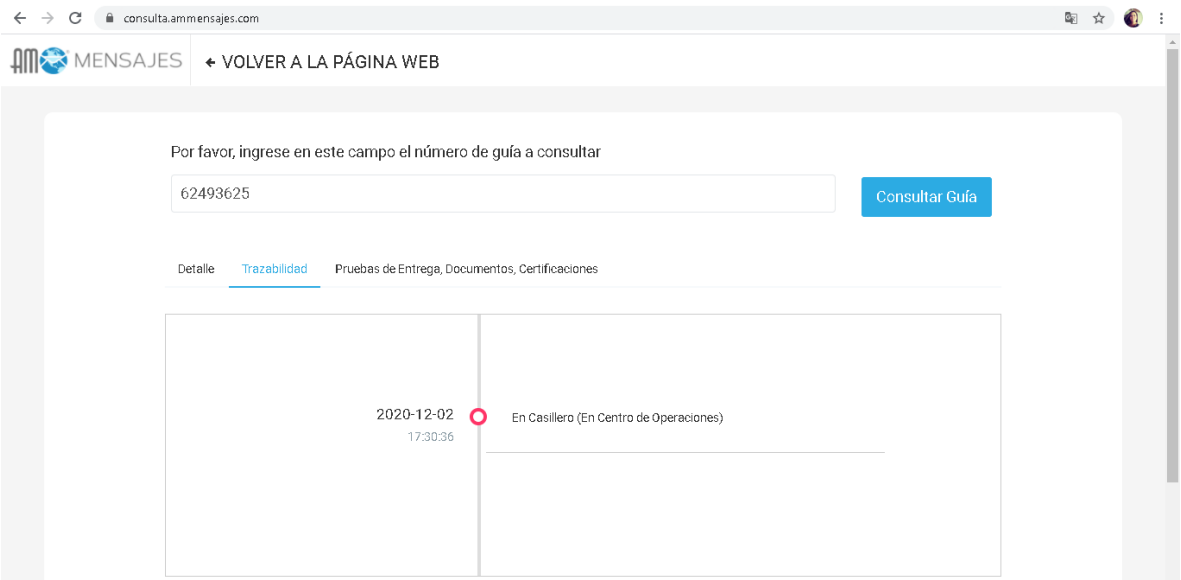 consulta.ammensajes.com
AM MENSAJES
VOLVER A LA PÁGINA WEB
Por favor, ingrese en este campo el número de guía a consultar
62493625
Consultar Guía
Detalle Trazabilidad Pruebas de Entrega, Documentos, Certificaciones
2020-12-02
En Casillero (En Centro de Operaciones)
17:30:36